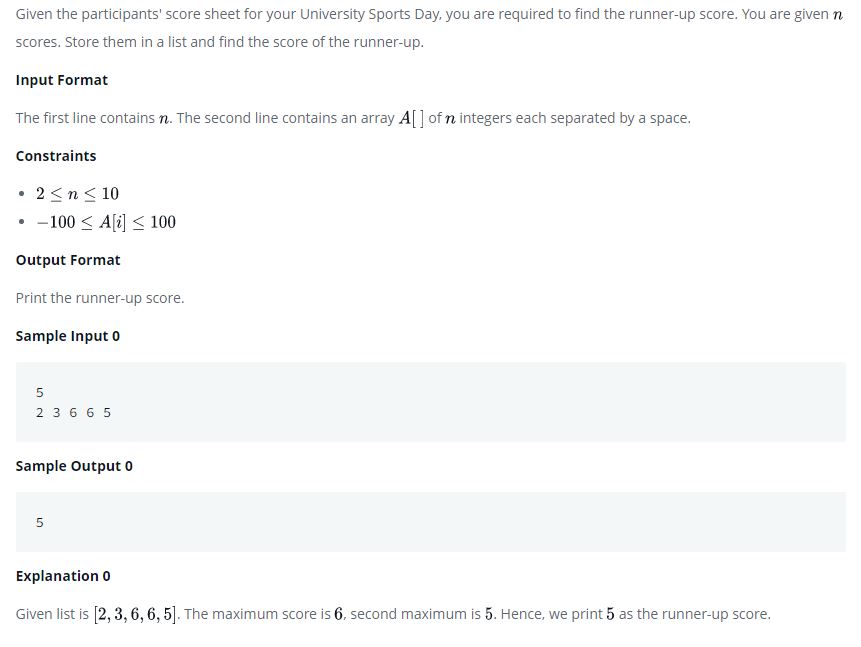 Given the participants' score sheet for your University Sports Day, you are required to find the runner-up score. You are given n
scores. Store them in a list and find the score of the runner-up.
Input Format
The first line contains n. The second line contains an array A[ ] of n integers each separated by a space.
Constraints
• 2 ≤ n ≤ 10
• −100 ≤ A[i] ≤ 100
Output Format
Print the runner-up score.
Sample Input 0
5
2 3 6 6 5
Sample Output 0
5
Explanation 0
Given list is [2, 3, 6, 6, 5]. The maximum score is 6, second maximum is 5. Hence, we print 5 as the runner-up score.